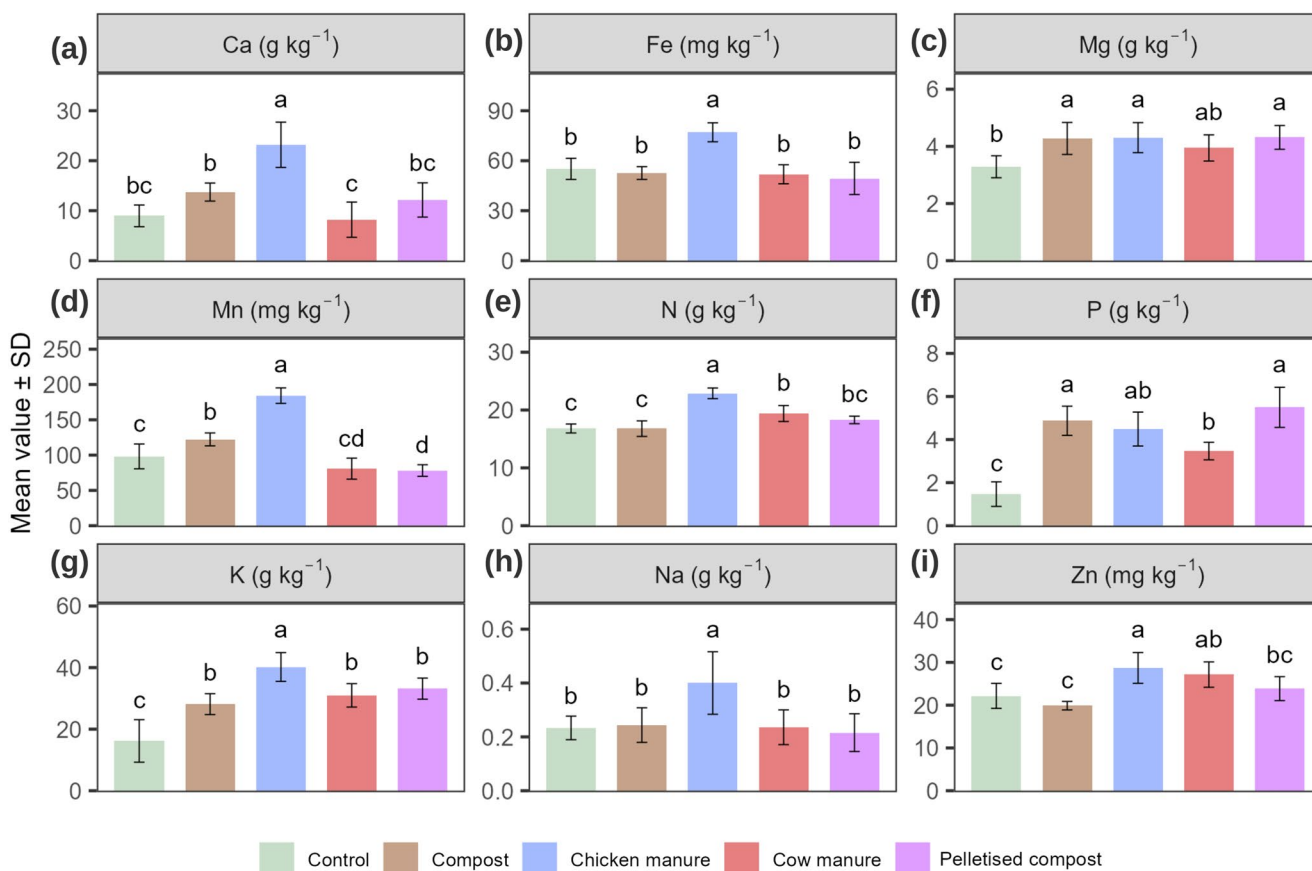 (a) Ca (g kg⁻¹)
(b) Fe (mg kg⁻¹)
(c) Mg (g kg⁻¹)
30
20
10
0
bc b a c bc
90
60
30
0
b b a b b
6
4
2
0
b a a ab a
(d) Mn (mg kg⁻¹)
(e) N (g kg⁻¹)
(f) P (g kg⁻¹)
Mean value ± SD
250
200
150
100
50
0
c b a cd d
30
20
10
0
c c a b bc
8
6
4
2
0
c a ab b a
(g) K (g kg⁻¹)
(h) Na (g kg⁻¹)
(i) Zn (mg kg⁻¹)
60
40
20
0
c b a b b
0.6
0.4
0.2
0.0
b b a b b
40
30
20
10
0
c c a ab bc
Control Compost Chicken manure Cow manure Pelletised compost